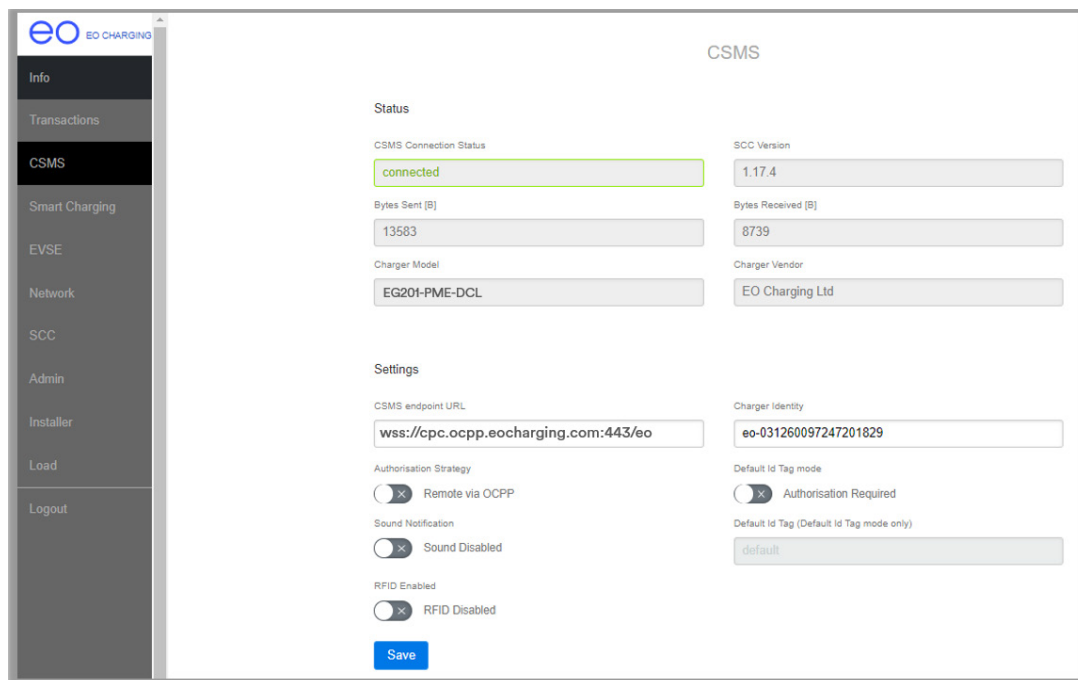 eo EO CHARGING
Info
Transactions
CSMS
Smart Charging
EVSE
Network
SCC
Admin
Installer
Load
Logout
CSMS
Status
CSMS Connection Status SCC Version
connected 1.17.4
Bytes Sent [B] Bytes Received [B]
13583 8739
Charger Model Charger Vendor
EG201-PME-DCL EO Charging Ltd
Settings
CSMS endpoint URL Charger Identity
wss://cpc.ocpp.eocharging.com:443/eo eo-031260097247201829
Authorisation Strategy Default Id Tag mode
Remote via OCPP Authorisation Required
Sound Notification Default Id Tag (Default Id Tag mode only)
Sound Disabled default
RFID Enabled
RFID Disabled
Save